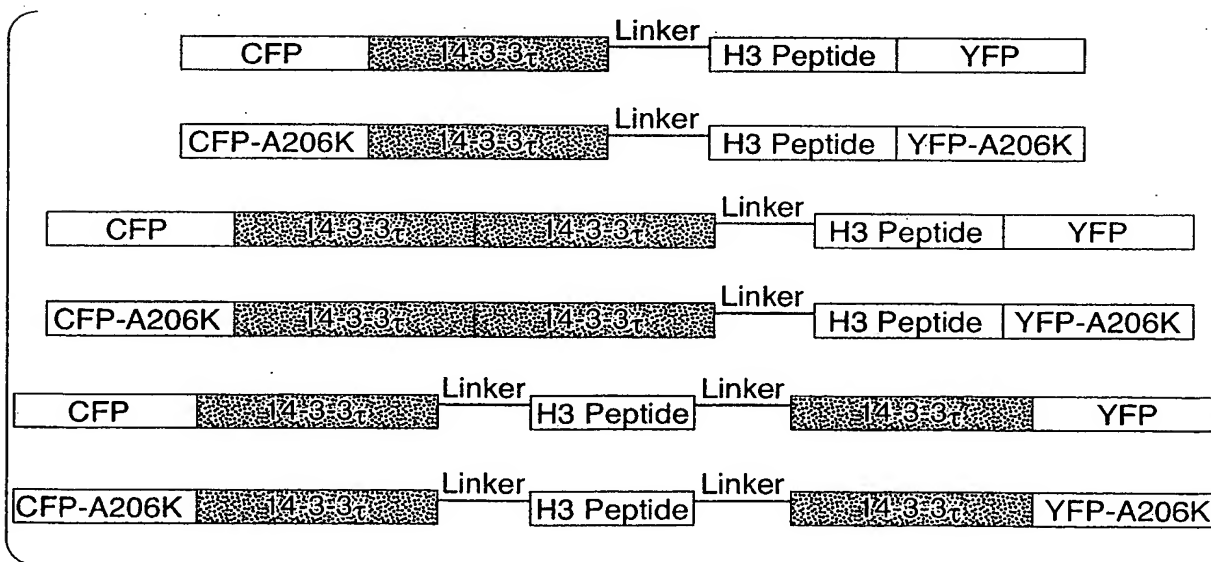 Linker
CFP 14-3-3τ H3 Peptide YFP
Linker
CFP-A206K 14-3-3τ H3 Peptide YFP-A206K
Linker
CFP 14-3-3τ 14-3-3τ H3 Peptide YFP
Linker
CFP-A206K 14-3-3τ 14-3-3τ H3 Peptide YFP-A206K
Linker Linker
CFP 14-3-3τ H3 Peptide 14-3-3τ YFP
Linker Linker
CFP-A206K 14-3-3τ H3 Peptide 14-3-3τ YFP-A206K